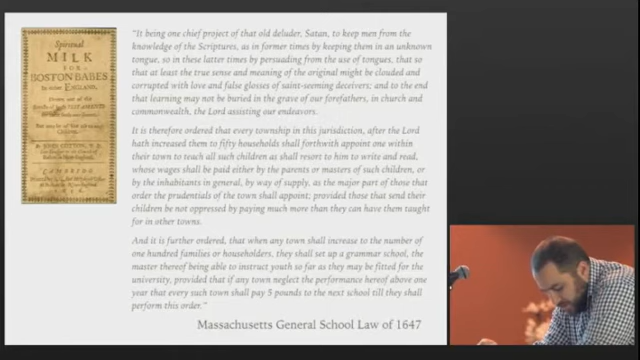 Spiritual
MILK
FOR
BOSTON BABES
In either ENGLAND.
"It being one chief project of that old deluder, Satan, to keep men from the
knowledge of the Scriptures, as in former times by keeping them in an unknown
tongue, so in these latter times by persuading from the use of tongues, that so
that at least the true sense and meaning of the original might be clouded and
corrupted with love and false glosses of saint-seeming deceivers; and to the end
that learning may not be buried in the grave of our forefathers, in church and
commonwealth, the Lord assisting our endeavors.
It is therefore ordered that every township in this jurisdiction, after the Lord
hath increased them to fifty households shall forthwith appoint one within
their town to teach all such children as shall resort to him to write and read,
whose wages shall be paid either by the parents or masters of such children, or
by the inhabitants in general, by way of supply, as the major part of those that
order the prudentials of the town shall appoint; provided those that send their
children be not oppressed by paying much more than they can have them taught
for in other towns.
And it is further ordered, that when any town shall increase to the number of
one hundred families or householders, they shall set up a grammar school, the
master thereof being able to instruct youth so far as they may be fitted for the
university, provided that if any town neglect the performance hereof above one
year that every such town shall pay 5 pounds to the next school till they shall
perform this order."
Massachusetts General School Law of 1647